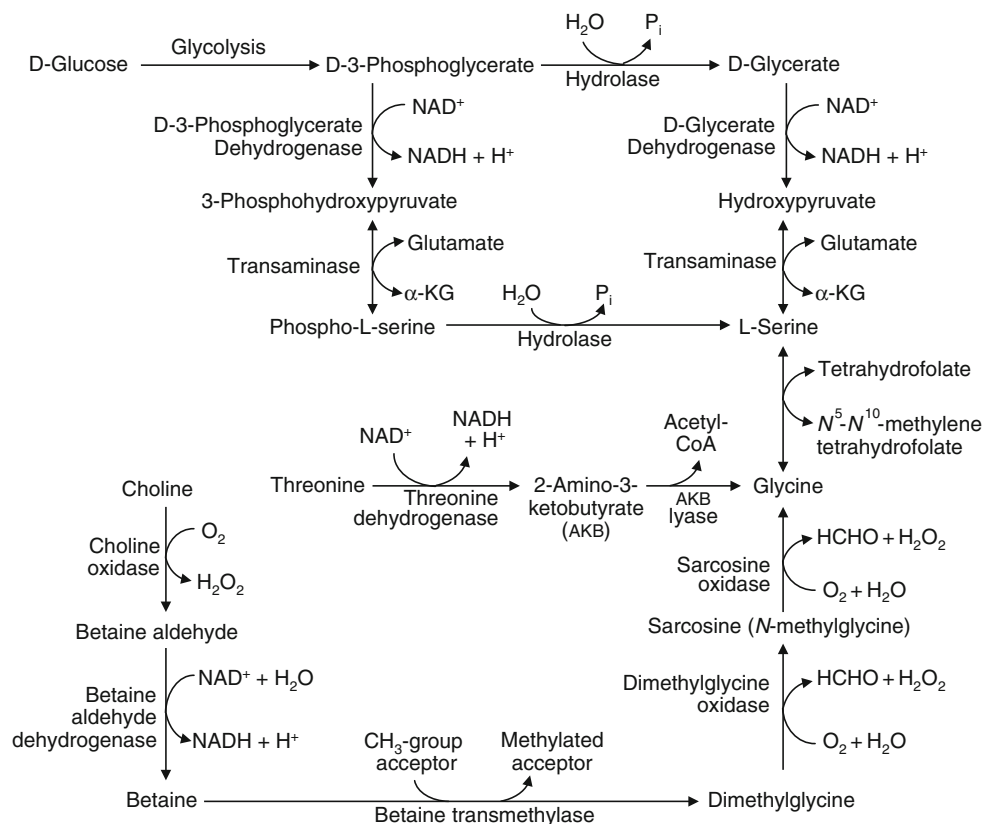 H₂O
Pᵢ
Glycolysis
D-Glucose
D-3-Phosphoglycerate
Hydrolase
D-Glycerate
NAD⁺
D-3-Phosphoglycerate
Dehydrogenase
NADH + H⁺
NAD⁺
D-Glycerate
Dehydrogenase
NADH + H⁺
3-Phosphohydroxypyruvate
Hydroxypyruvate
Glutamate
Transaminase
α-KG
Glutamate
Transaminase
α-KG
H₂O
Pᵢ
Phospho-L-serine
Hydrolase
L-Serine
Tetrahydrofolate
N⁵-N¹⁰-methylene
tetrahydrofolate
NAD⁺
NADH
+ H⁺
Acetyl-
CoA
Threonine
Threonine
dehydrogenase
2-Amino-3-
ketobutyrate
(AKB)
AKB
lyase
Glycine
Choline
O₂
Choline
oxidase
H₂O₂
HCHO + H₂O₂
Sarcosine
oxidase
O₂ + H₂O
Betaine aldehyde
Sarcosine (N-methylglycine)
NAD⁺ + H₂O
Betaine
aldehyde
dehydrogenase
NADH + H⁺
HCHO + H₂O₂
Dimethylglycine
oxidase
O₂ + H₂O
CH₃-group
acceptor
Methylated
acceptor
Betaine
Betaine transmethylase
Dimethylglycine